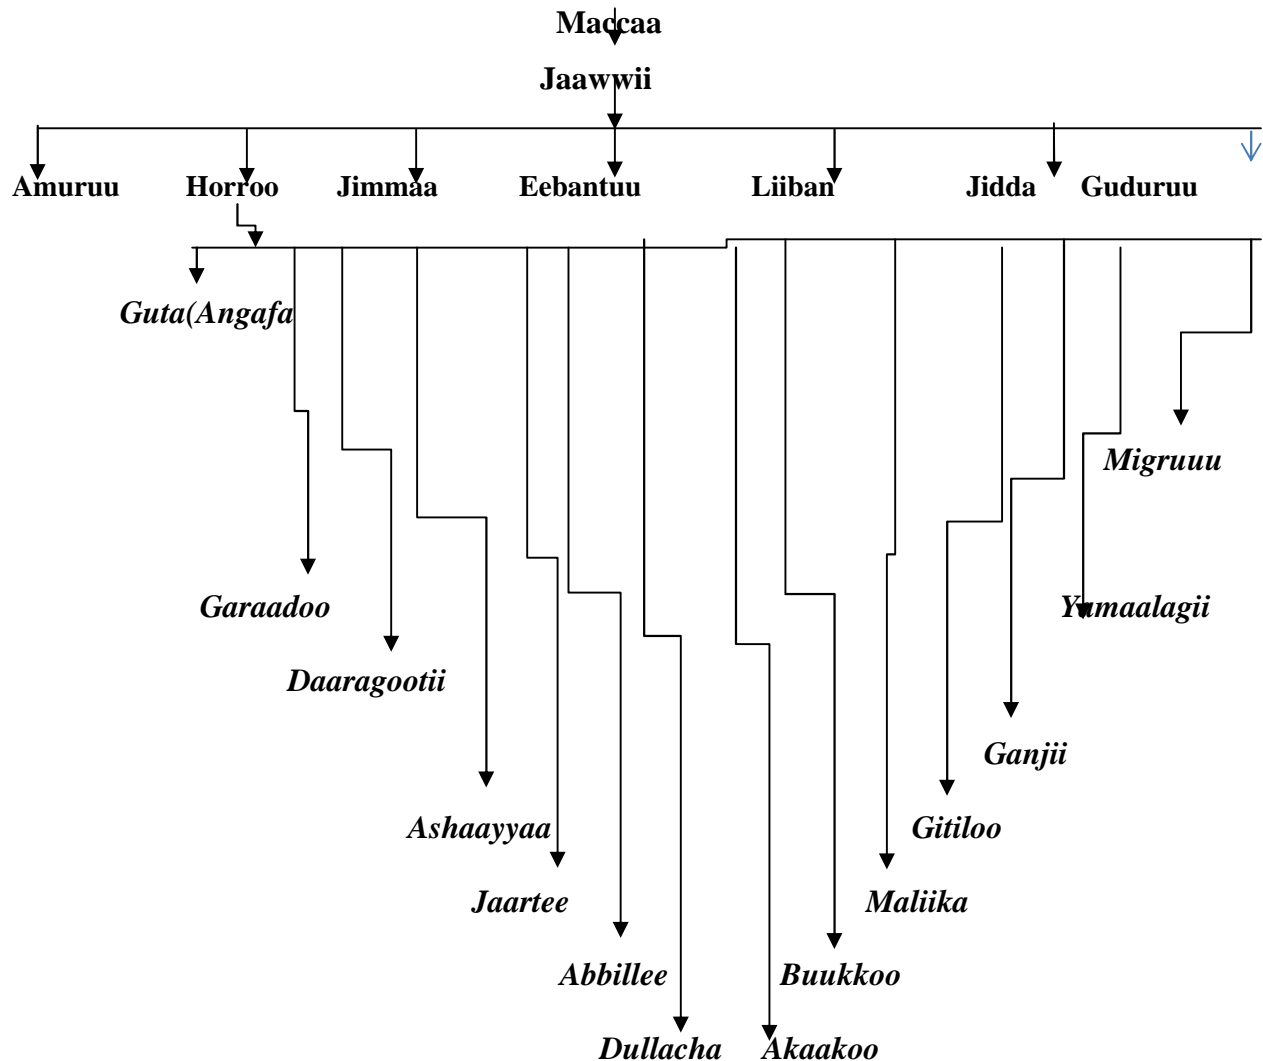 Maccaa
Jaawwii
Amuruu Horroo Jimmaa Eebantuu Liiban Jidda Guduruu
Guta(Angafa
Migruuu
Garaadoo Yamaalagii
Daaragootii
Ganjii
Ashaayyaa Gitiloo
Jaartee Maliika
Abbillee Buukkoo
Dullacha Akaakoo